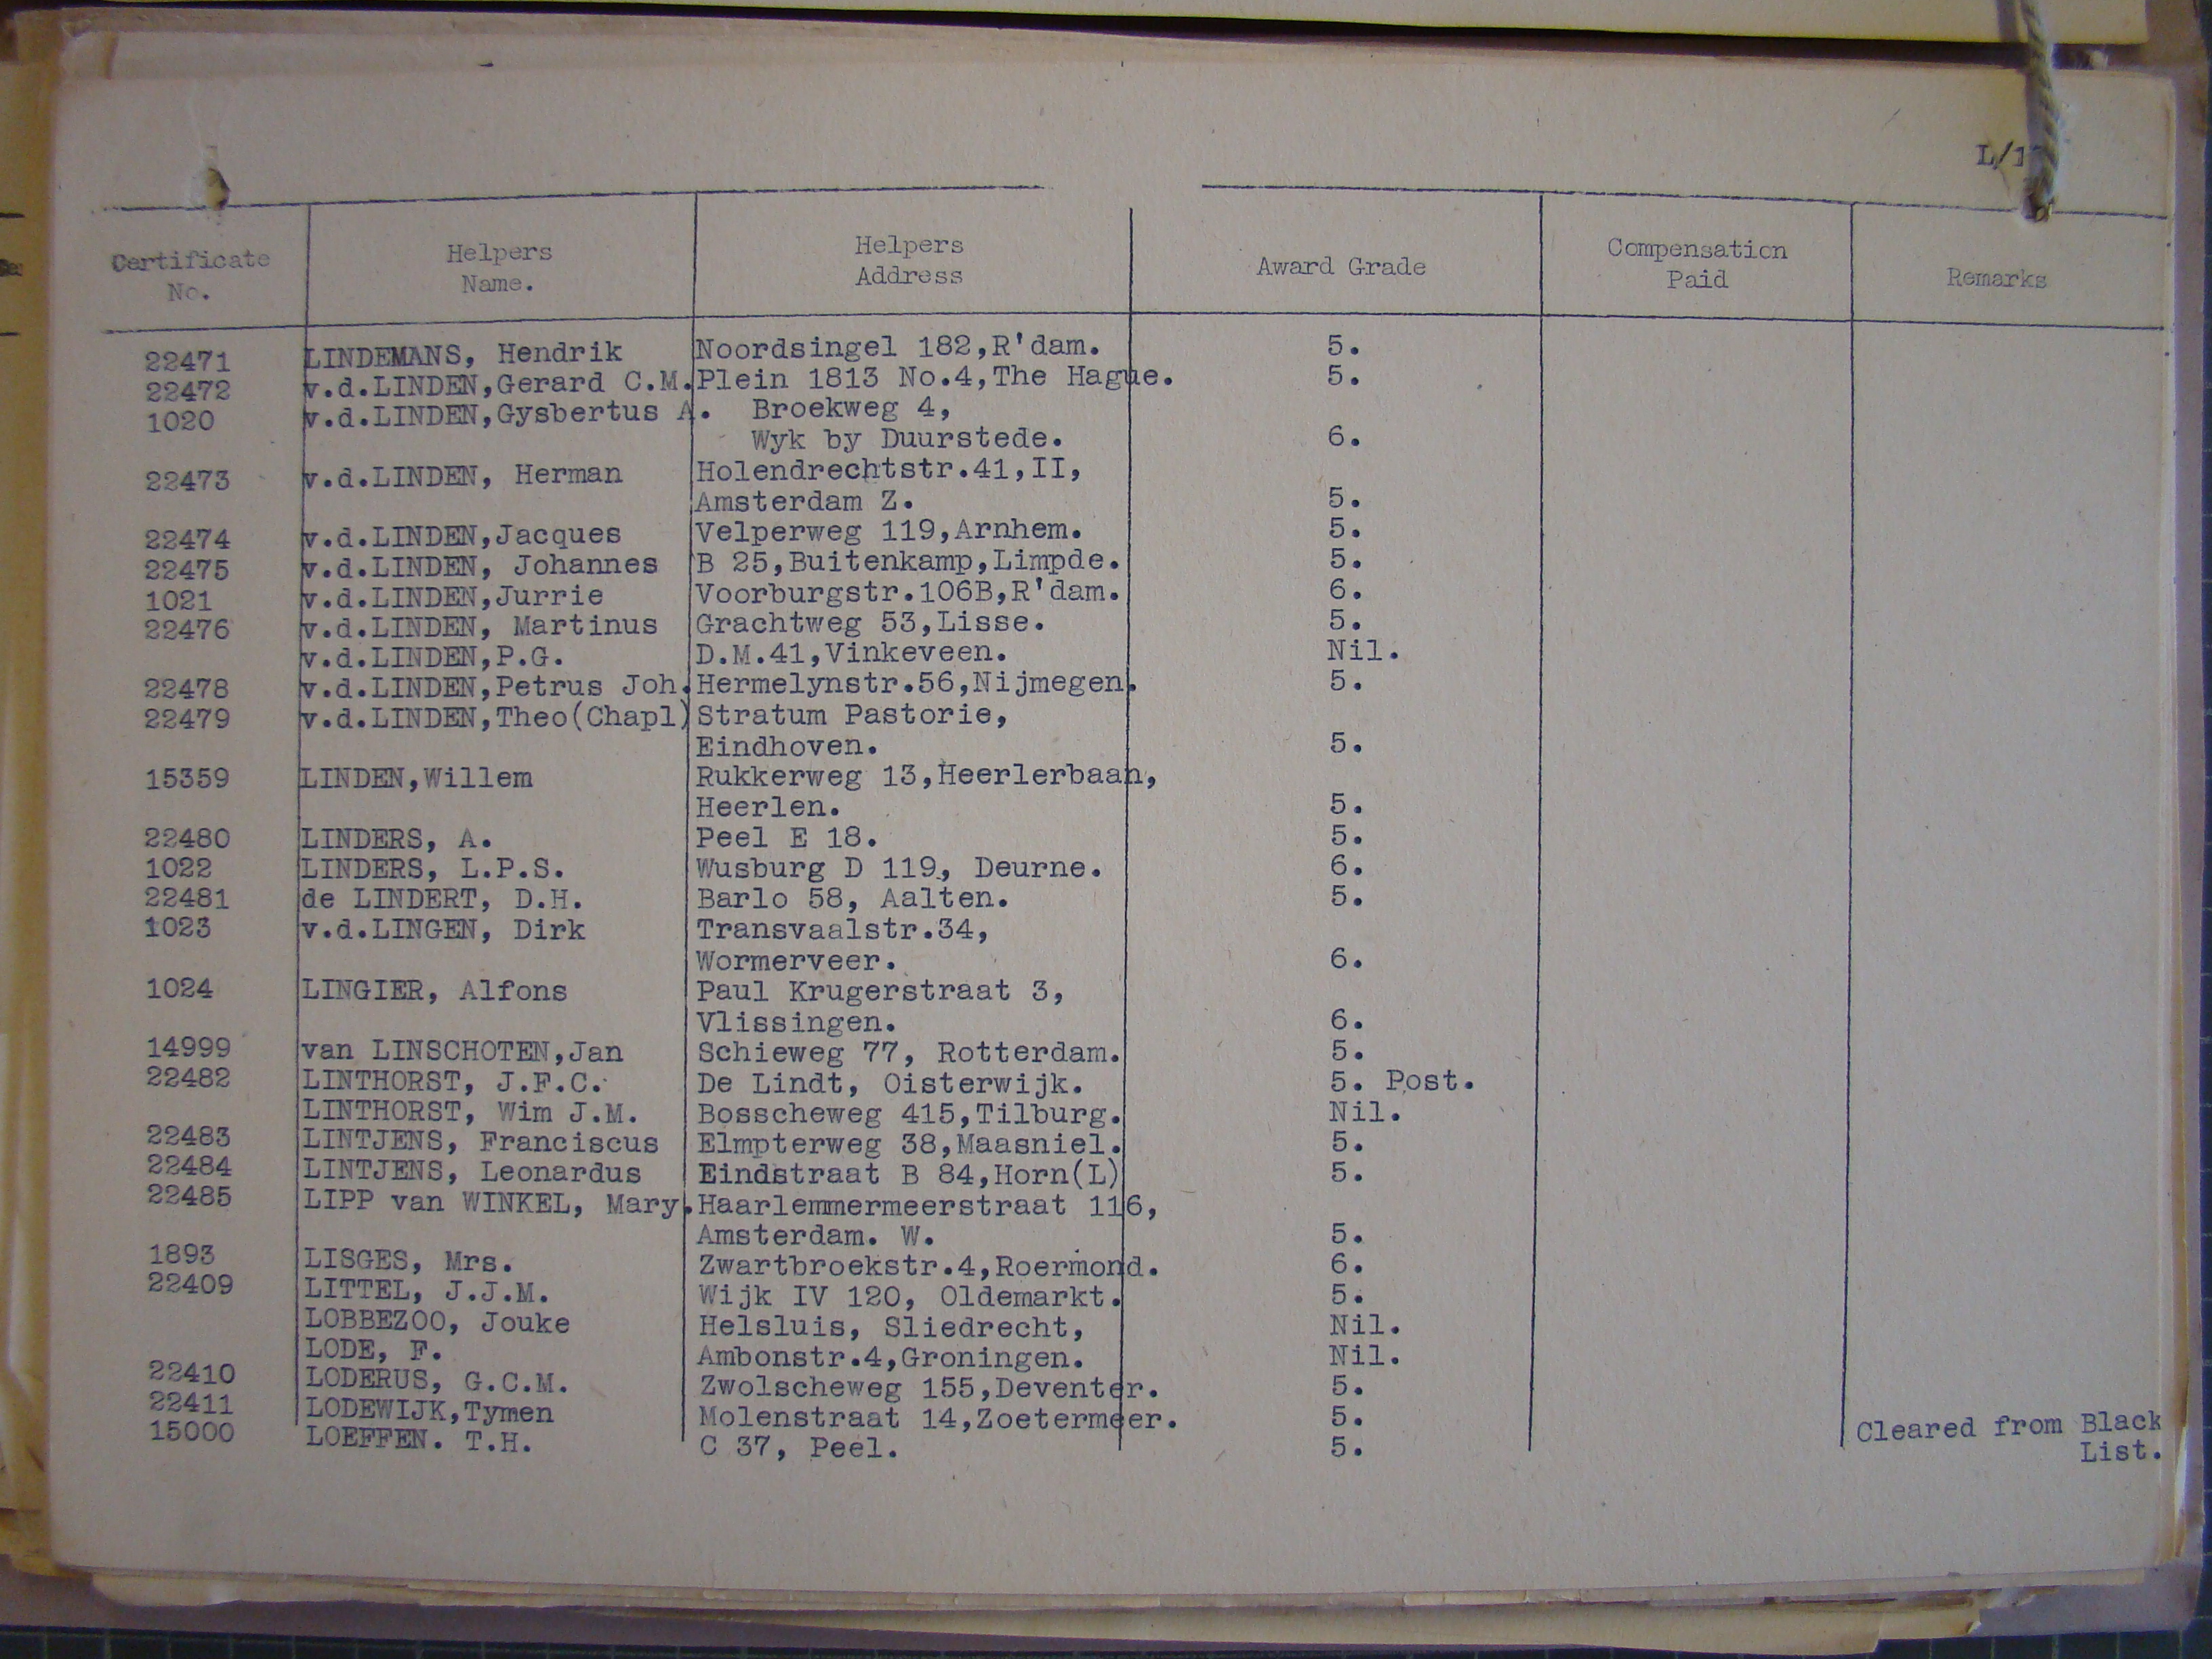 L/1
Certificate No. Helpers Name. Helpers Address Award Grade Compensation Paid Remarks
22471 LINDEMANS, Hendrik Noordsingel 182,R'dam. 5.
22472 v.d.LINDEN,Gerard C.M. Plein 1813 No.4,The Hague. 5.
1020 v.d.LINDEN,Gysbertus A. Broekweg 4,
Wyk by Duurstede. 6.
22473 v.d.LINDEN, Herman Holendrechtstr.41,II,
Amsterdam Z. 5.
22474 v.d.LINDEN,Jacques Velperweg 119,Arnhem. 5.
22475 v.d.LINDEN, Johannes B 25,Buitenkamp,Limpde. 5.
1021 v.d.LINDEN,Jurrie Voorburgstr.106B,R'dam. 6.
22476 v.d.LINDEN, Martinus Grachtweg 53,Lisse. 5.
v.d.LINDEN,P.G. D.M.41,Vinkeveen. Nil.
22478 v.d.LINDEN,Petrus Joh. Hermelynstr.56,Nijmegen. 5.
22479 v.d.LINDEN,Theo(Chapl) Stratum Pastorie,
Eindhoven. 5.
15359 LINDEN,Willem Rukkerweg 13,Heerlerbaan,
Heerlen. 5.
22480 LINDERS, A. Peel E 18. 5.
1022 LINDERS, L.P.S. Wusburg D 119, Deurne. 6.
22481 de LINDERT, D.H. Barlo 58, Aalten. 5.
1023 v.d.LINGEN, Dirk Transvaalstr.34,
Wormerveer. 6.
1024 LINGIER, Alfons Paul Krugerstraat 3,
Vlissingen. 6.
14999 van LINSCHOTEN,Jan Schieweg 77, Rotterdam. 5.
22482 LINTHORST, J.F.C. De Lindt, Oisterwijk. 5. Post.
LINTHORST, Wim J.M. Bosscheweg 415,Tilburg. Nil.
22483 LINTJENS, Franciscus Elmpterweg 38,Maasniel. 5.
22484 LINTJENS, Leonardus Eindstraat B 84,Horn(L) 5.
22485 LIPP van WINKEL, Mary. Haarlemmermeerstraat 116,
Amsterdam. W. 5.
1893 LISGES, Mrs. Zwartbroekstr.4,Roermond. 6.
22409 LITTEL, J.J.M. Wijk IV 120, Oldemarkt. 5.
LOBBEZOO, Jouke Helsluis, Sliedrecht, Nil.
LODE, F. Ambonstr.4,Groningen. Nil.
22410 LODERUS, G.C.M. Zwolscheweg 155,Deventer. 5.
22411 LODEWIJK,Tymen Molenstraat 14,Zoetermeer. 5.
15000 LOEFFEN. T.H. C 37, Peel. 5. Cleared from Black
List.